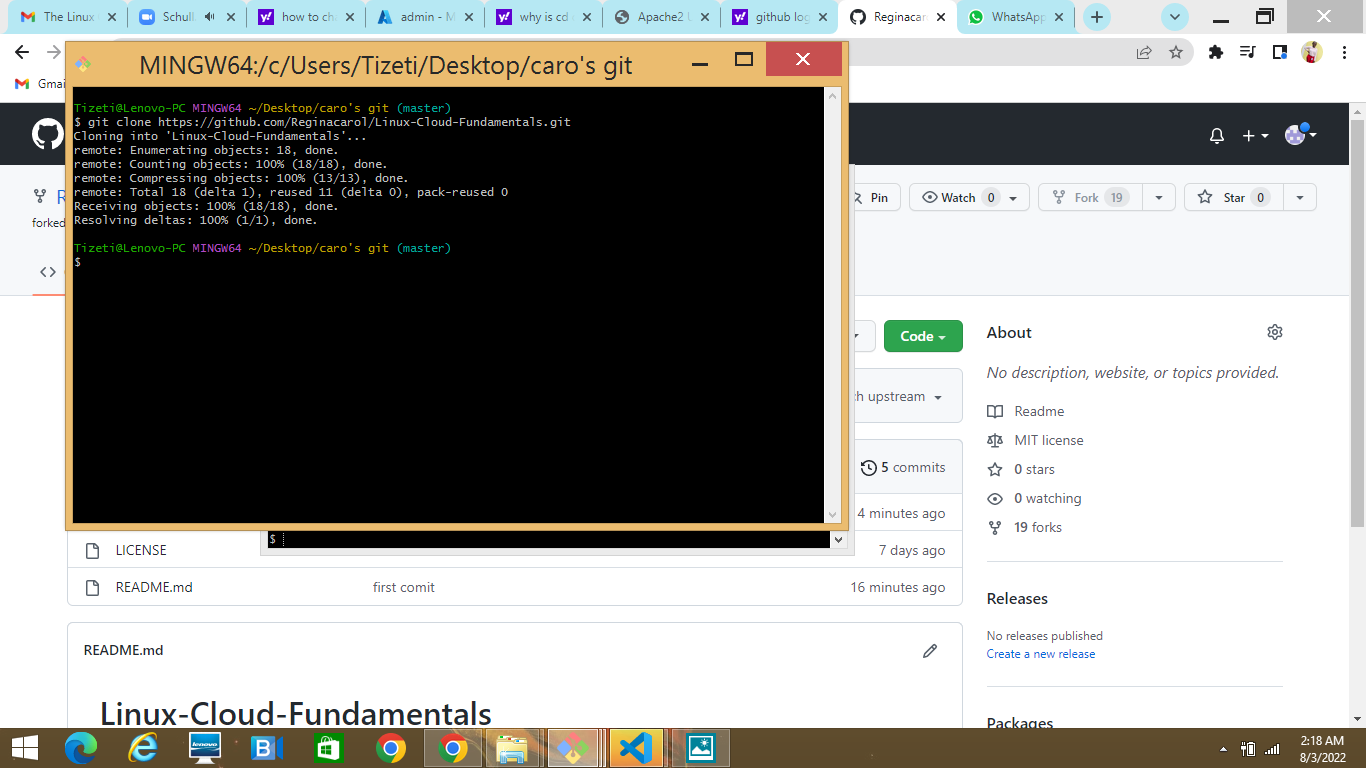 The Linux
Schull
how to cha
admin - M
why is cd
Apache2 U
github log
Reginacar
WhatsApp
Gmai
MINGW64:/c/Users/Tizeti/Desktop/caro's git
Tizeti@Lenovo-PC MINGW64 ~/Desktop/caro's git (master)
$ git clone https://github.com/Reginacarol/Linux-Cloud-Fundamentals.git
Cloning into 'Linux-Cloud-Fundamentals'...
remote: Enumerating objects: 18, done.
remote: Counting objects: 100% (18/18), done.
remote: Compressing objects: 100% (13/13), done.
remote: Total 18 (delta 1), reused 11 (delta 0), pack-reused 0
Receiving objects: 100% (18/18), done.
Resolving deltas: 100% (1/1), done.
Tizeti@Lenovo-PC MINGW64 ~/Desktop/caro's git (master)
$
$
R
forked
Pin
Watch 0
Fork 19
Star 0
Code
ch upstream
5 commits
4 minutes ago
LICENSE
7 days ago
README.md first comit 16 minutes ago
README.md
Linux-Cloud-Fundamentals
About
No description, website, or topics provided.
Readme
MIT license
0 stars
0 watching
19 forks
Releases
No releases published
Create a new release
Packages
lenovo
B
2:18 AM
8/3/2022